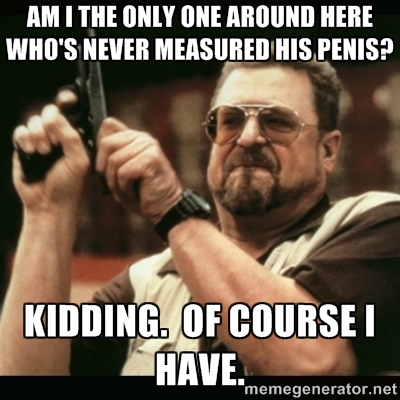 AM I THE ONLY ONE AROUND HERE
WHO'S NEVER MEASURED HIS PENIS?
KIDDING. OF COURSE I
HAVE.
memegenerator.net